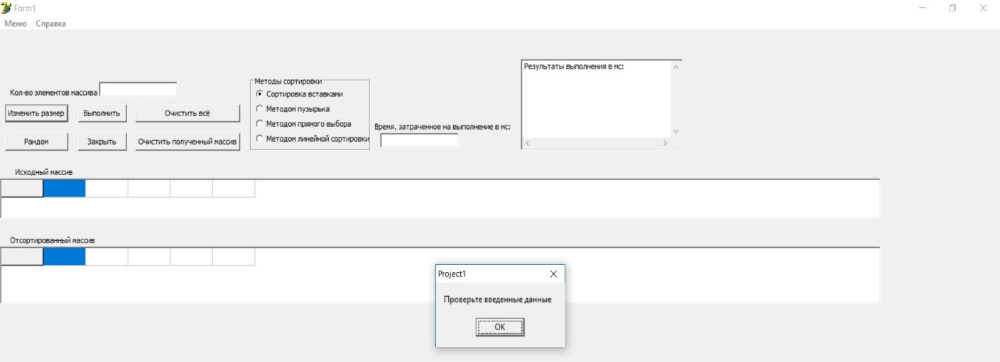 Form1
Меню Справка
Кол-во элементов массива
Изменить размер
Выполнить
Очистить всё
Рандом
Закрыть
Очистить полученный массив
Методы сортировки
Сортировка вставками
Методом пузырька
Методом прямого выбора
Методом линейной сортировки
Время, затраченное на выполнение в мс:
Результаты выполнения в мс:
Исходный массив
Отсортированный массив
Project1
Проверьте введенные данные
OK